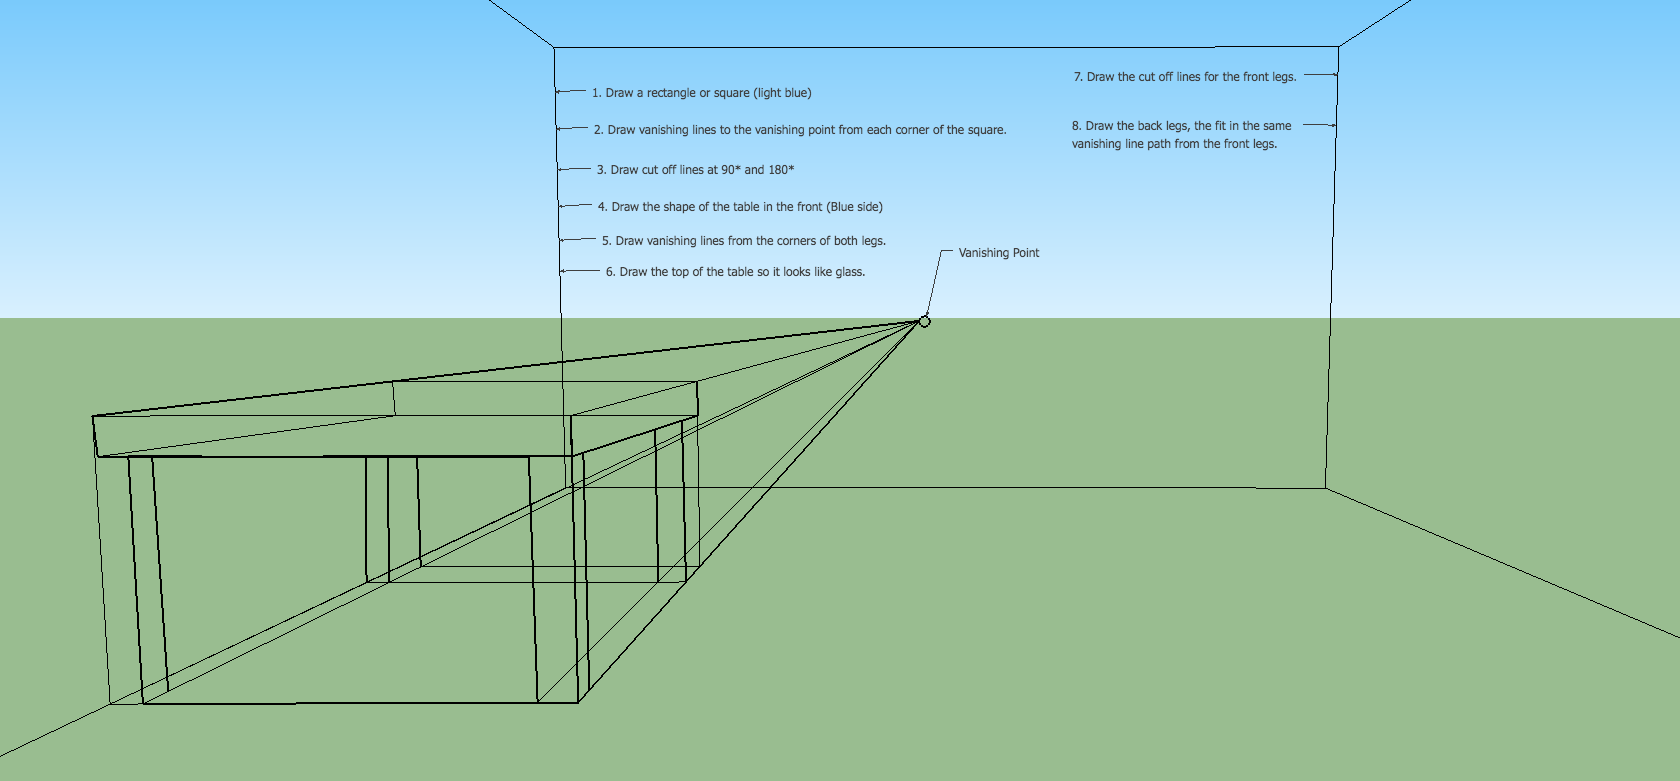 1. Draw a rectangle or square (light blue)
2. Draw vanishing lines to the vanishing point from each corner of the square.
3. Draw cut off lines at 90* and 180*
4. Draw the shape of the table in the front (Blue side)
5. Draw vanishing lines from the corners of both legs.
6. Draw the top of the table so it looks like glass.
7. Draw the cut off lines for the front legs.
8. Draw the back legs, the fit in the same
vanishing line path from the front legs.
Vanishing Point